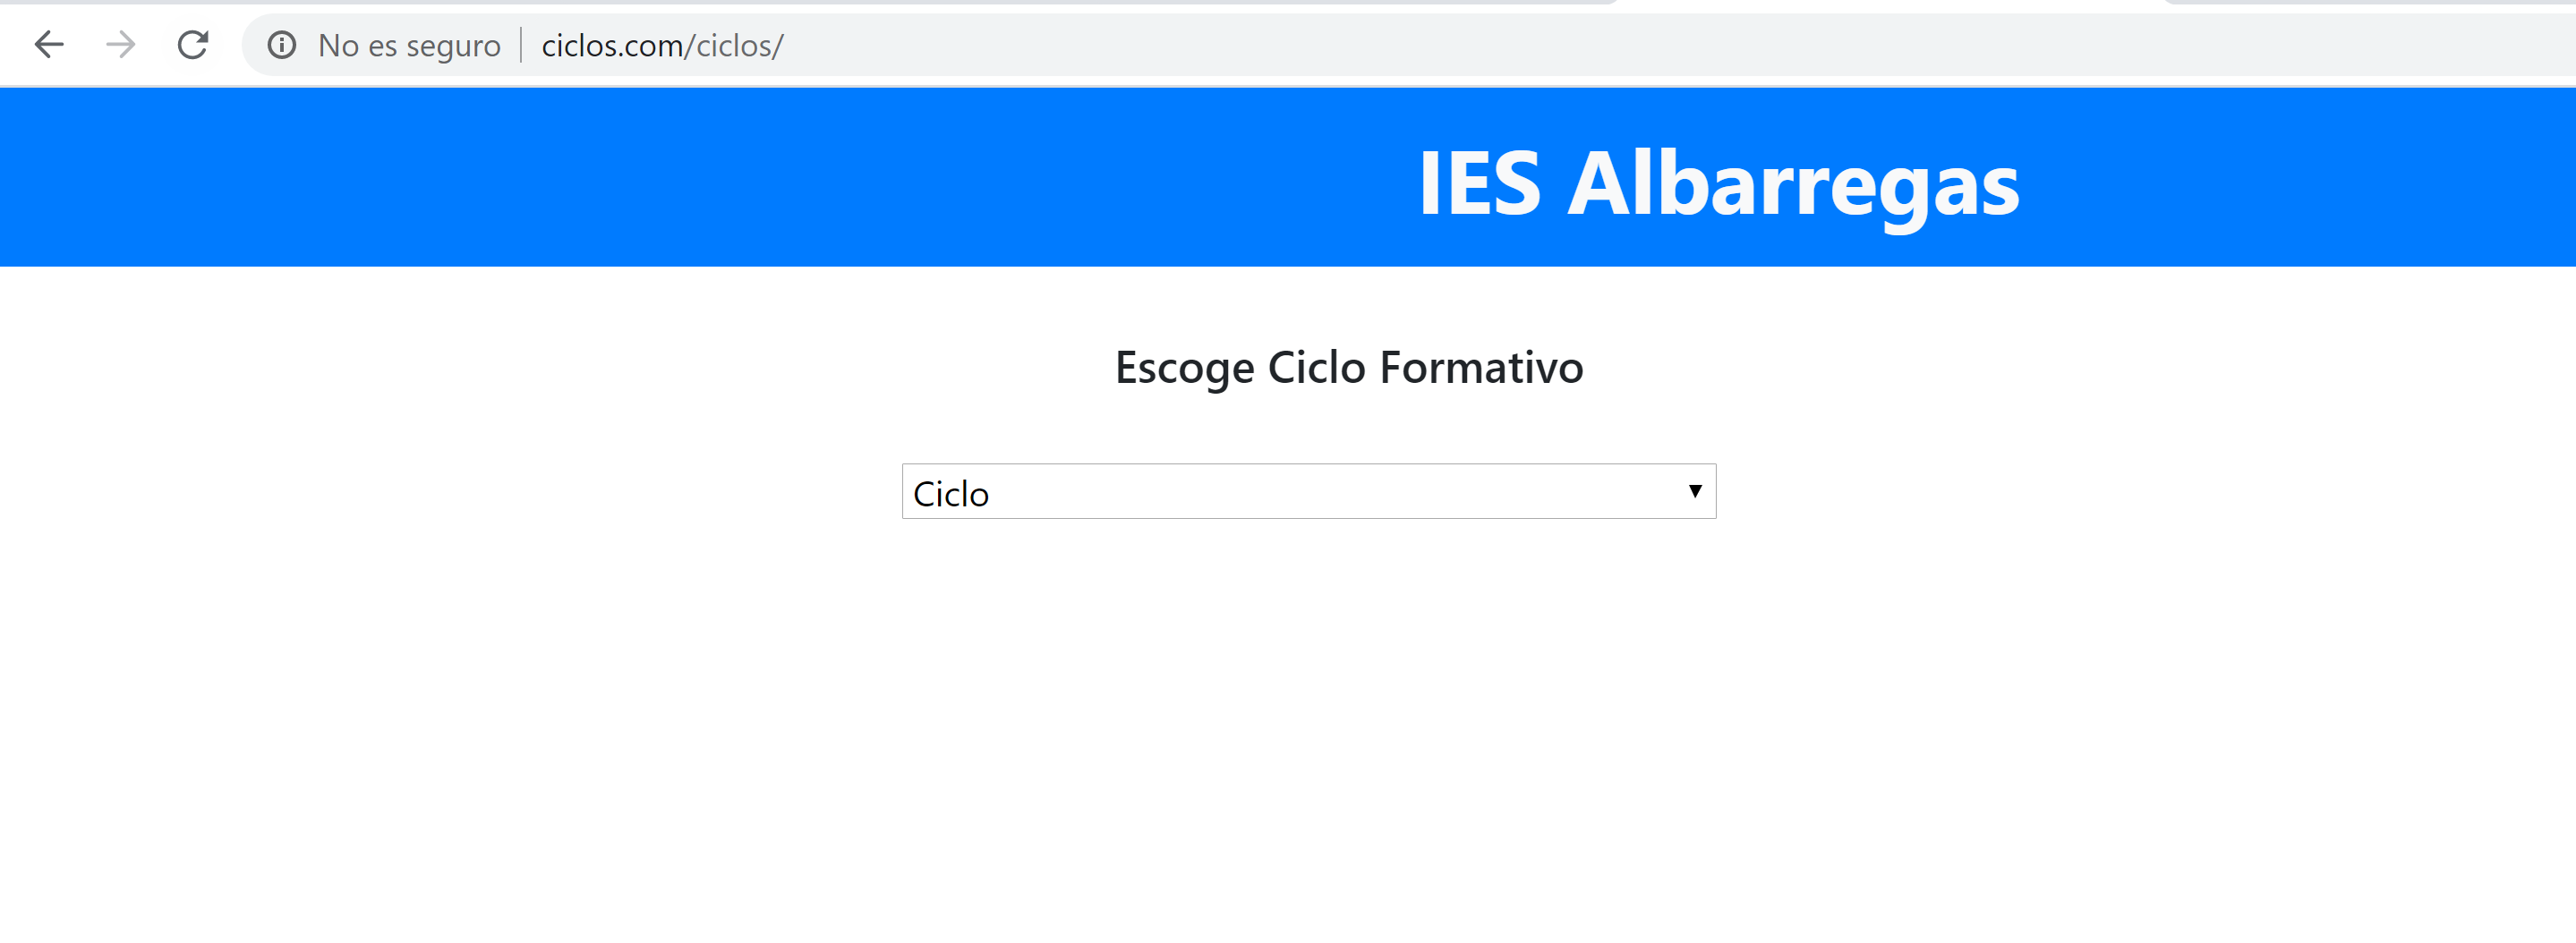 No es seguro | ciclos.com/ciclos/
IES Albarregas
Escoge Ciclo Formativo
Ciclo